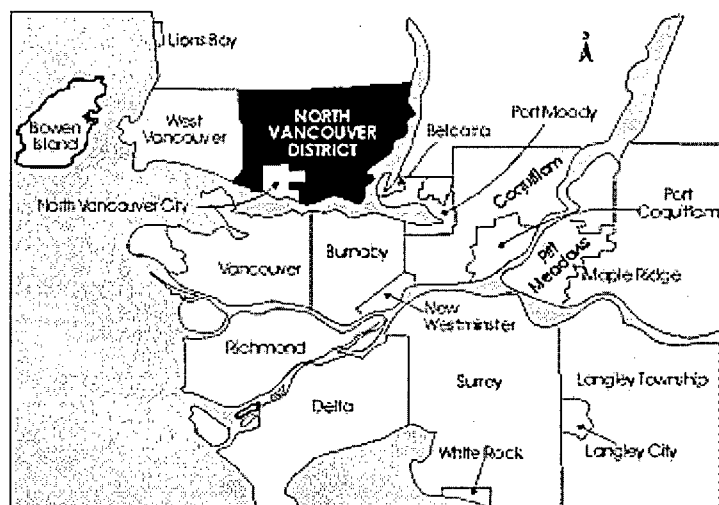 Lions Bay
Bowen
Island
West
Vancouver
NORTH
VANCOUVER
DISTRICT
Port Moody
Belcarra
North Vancouver City
Coquitlam
Port
Coquitlam
Burnaby
Vancouver
Pitt
Meadows
Maple Ridge
New
Westminster
Richmond
Surrey
Langley Township
Delta
White Rock
Langley City